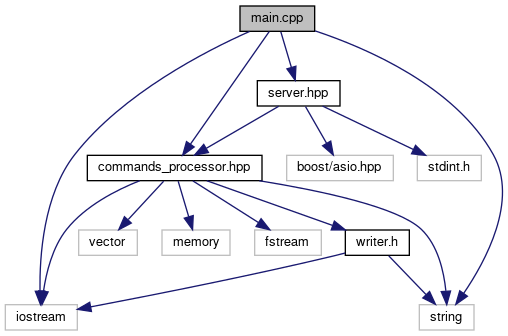 main.cpp
server.hpp
commands_processor.hpp
boost/asio.hpp
stdint.h
vector
memory
fstream
writer.h
iostream
string